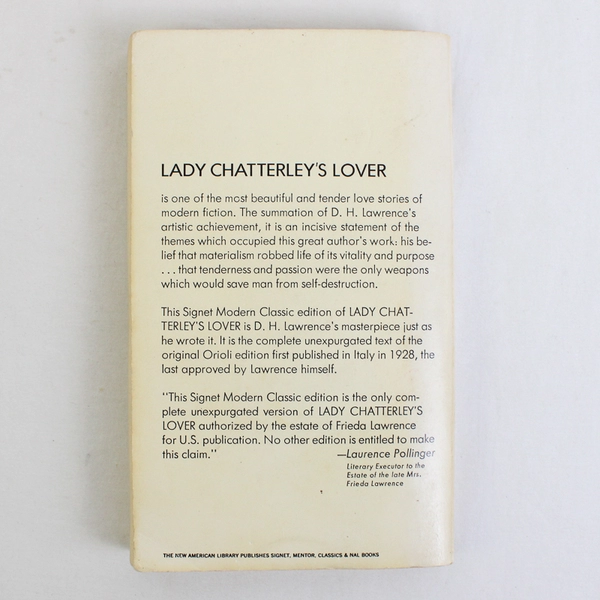 LADY CHATTERLEY'S LOVER
is one of the most beautiful and tender love stories of
modern fiction. The summation of D. H. Lawrence's
artistic achievement, it is an incisive statement of the
themes which occupied this great author's work: his be-
lief that materialism robbed life of its vitality and purpose
. . . that tenderness and passion were the only weapons
which would save man from self-destruction.
This Signet Modern Classic edition of LADY CHAT-
TERLEY'S LOVER is D. H. Lawrence's masterpiece just as
he wrote it. It is the complete unexpurgated text of the
original Orioli edition first published in Italy in 1928, the
last approved by Lawrence himself.
"This Signet Modern Classic edition is the only com-
plete unexpurgated version of LADY CHATTERLEY'S
LOVER authorized by the estate of Frieda Lawrence
for U.S. publication. No other edition is entitled to make
this claim." —Laurence Pollinger
Literary Executor to the
Estate of the late Mrs.
Frieda Lawrence
THE NEW AMERICAN LIBRARY PUBLISHES SIGNET, MENTOR, CLASSICS & NAL BOOKS